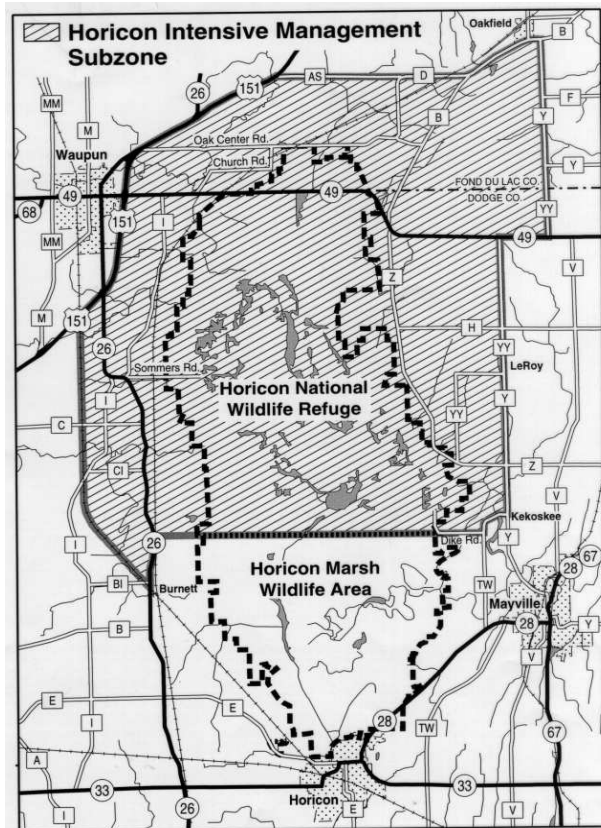 Horicon Intensive Management
Subzone
Oakfield
B
151
AS
D
26
MM
M
F
B
Oak Center Rd.
Y
Waupun
Church Rd.
Y
FOND DU LAC CO.
49
49
DODGE CO.
68
151
I
YY
MM
49
Z
V
M
151
H
26
YY
Sommers Rd.
LeRoy
Horicon National
Wildlife Refuge
I
Y
YY
C
CI
Z
V
Kekoskee
26
Dike Rd.
Y
I
67
Horicon Marsh
Wildlife Area
28
BI
Burnett
TW
Mayville
28
B
Y
V
E
E
28
I
TW
67
A
33
33
Horicon
I
26
E
V